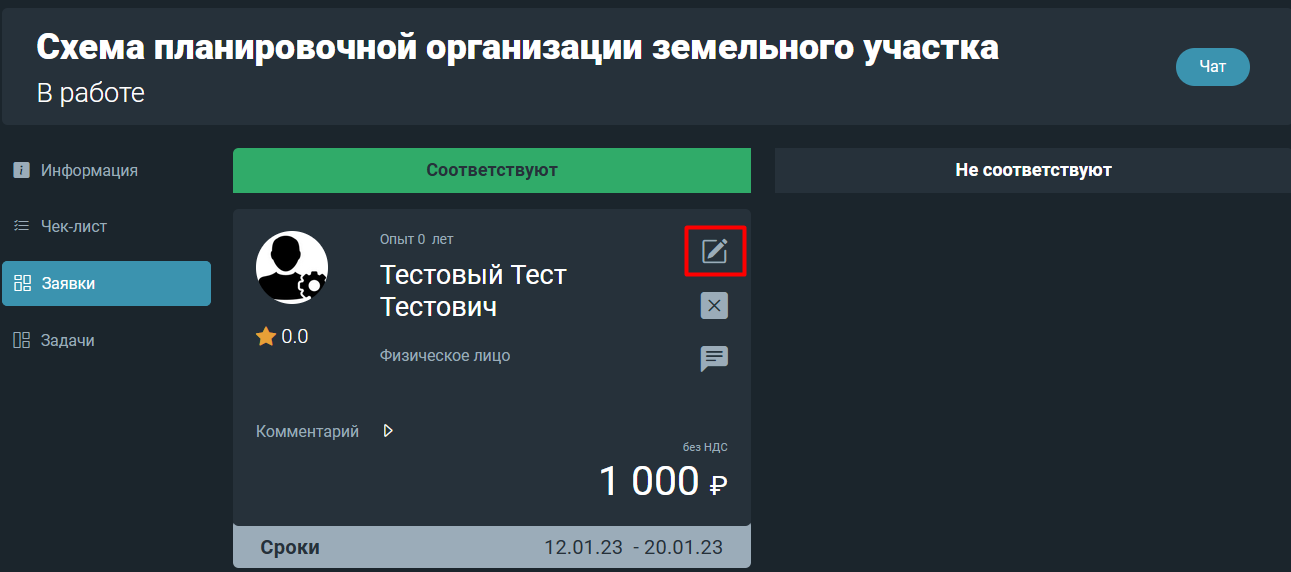 Схема планировочной организации земельного участка
В работе
Чат
Информация
Чек-лист
Заявки
Задачи
Соответствуют
Не соответствуют
Опыт 0 лет
Тестовый Тест
Тестович
0.0
Физическое лицо
Комментарий
без НДС
1 000 ₽
Сроки 12.01.23 - 20.01.23